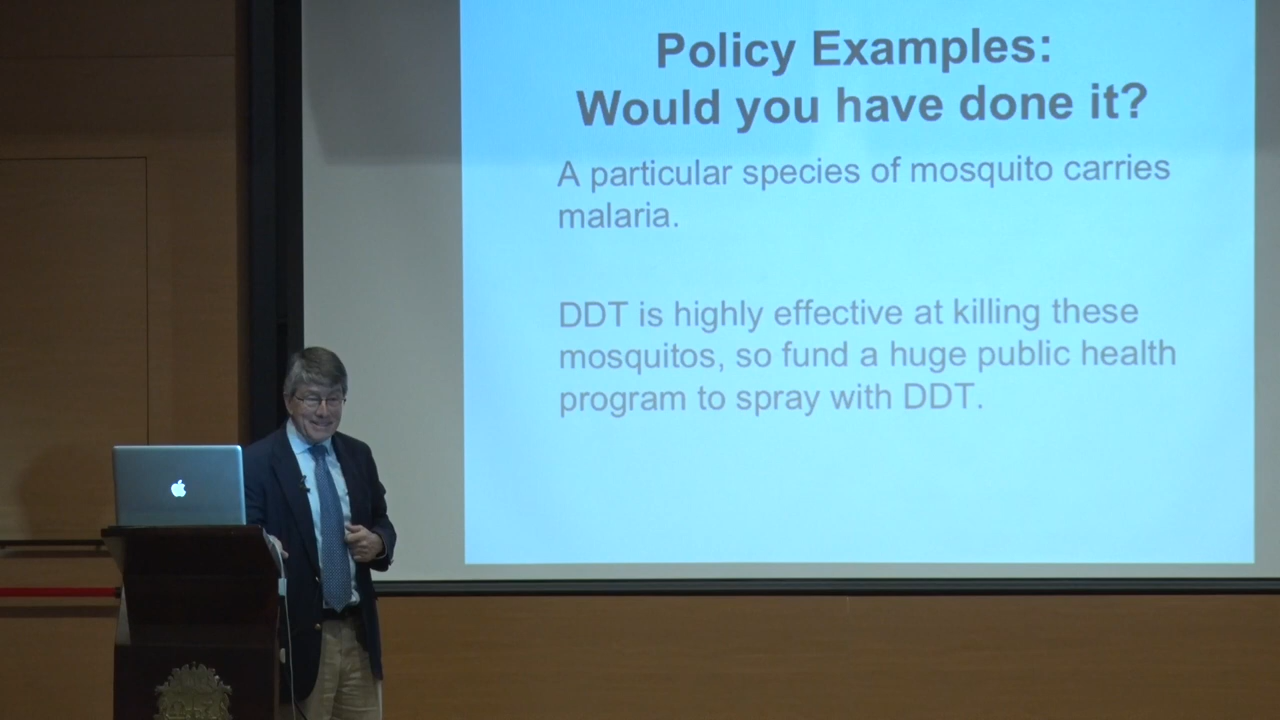 Policy Examples:
Would you have done it?
A particular species of mosquito carries
malaria.
DDT is highly effective at killing these
mosquitos, so fund a huge public health
program to spray with DDT.